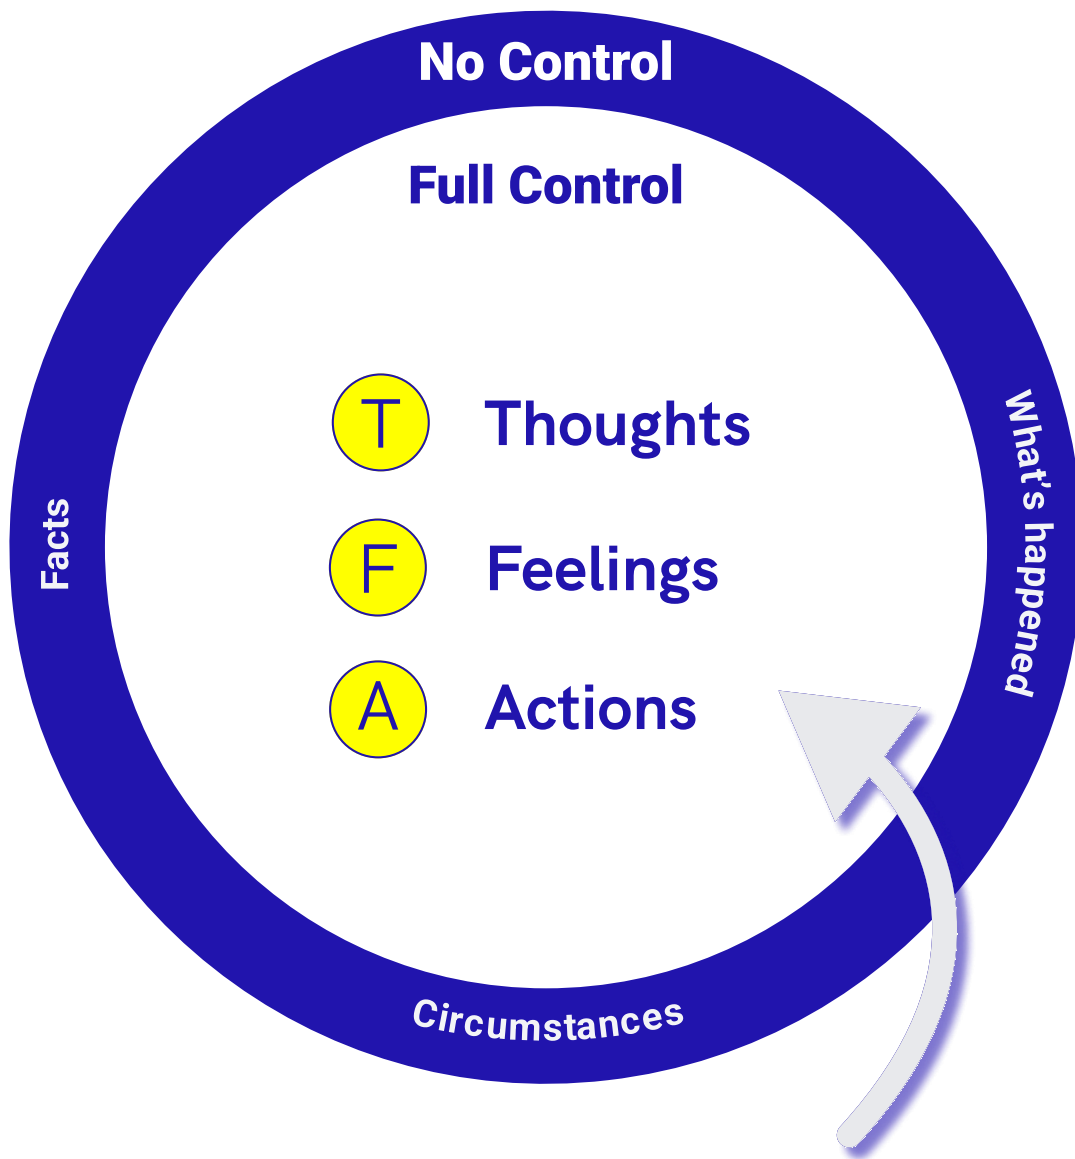 No Control
Full Control
T Thoughts
F Feelings
A Actions
Facts
What's happened
Circumstances